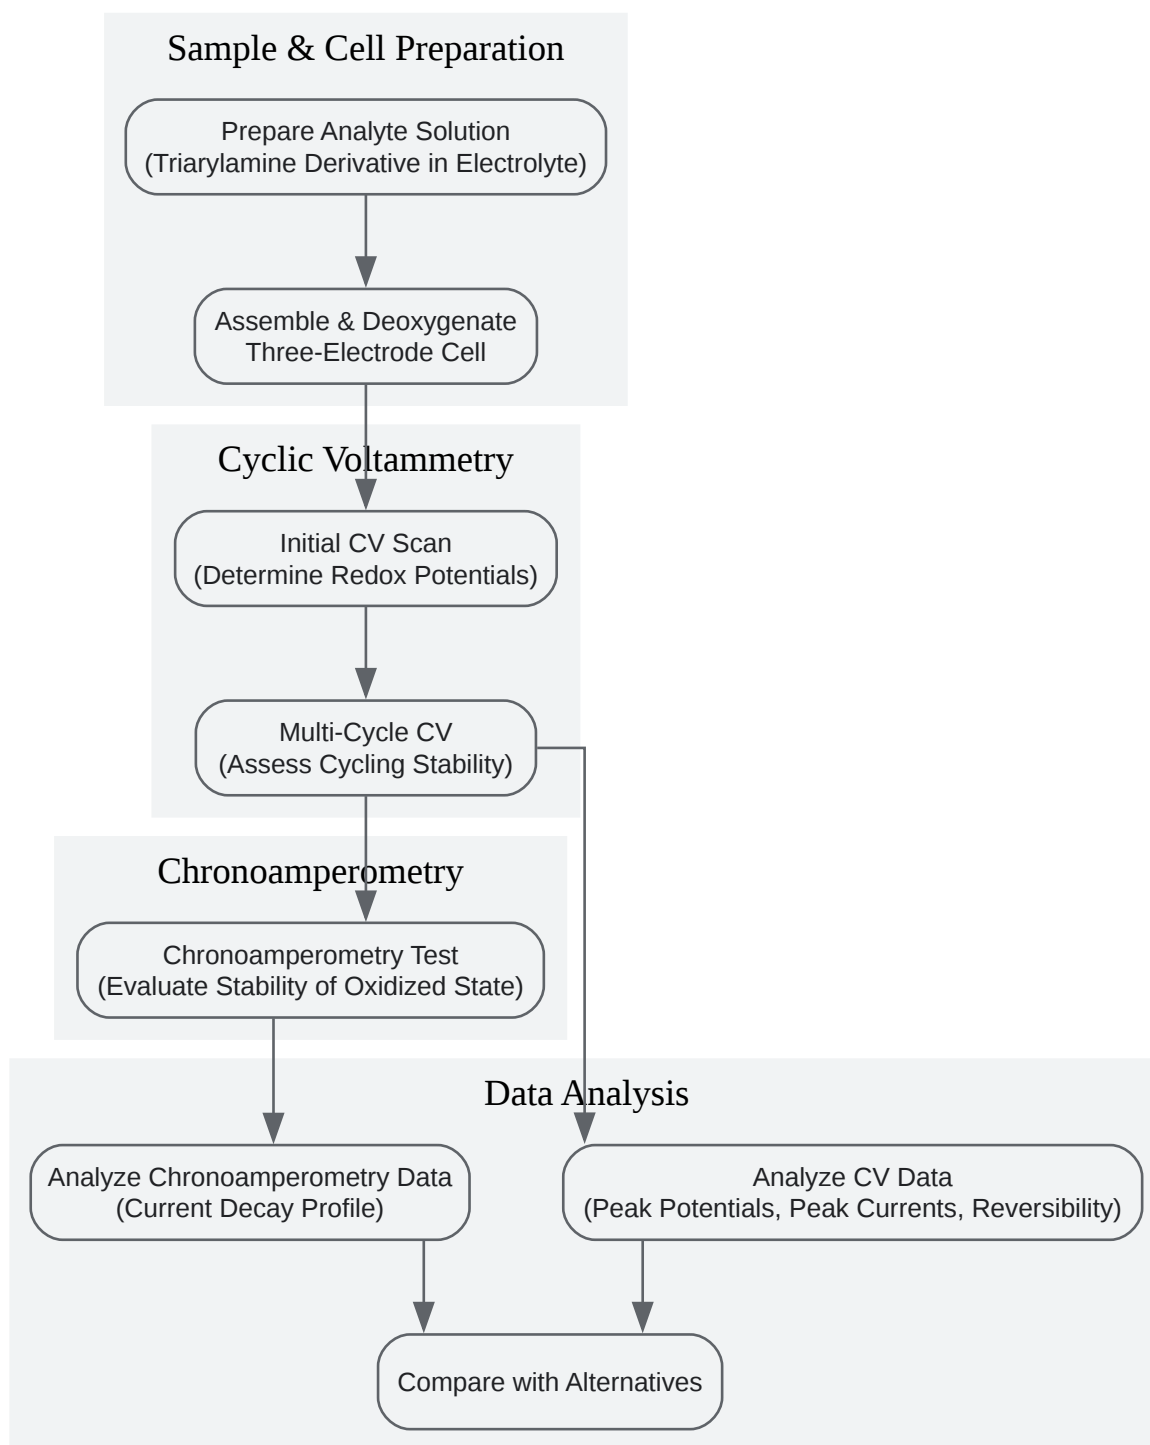 Sample & Cell Preparation
Prepare Analyte Solution
(Triarylamine Derivative in Electrolyte)
Assemble & Deoxygenate
Three-Electrode Cell
Cyclic Voltammetry
Initial CV Scan
(Determine Redox Potentials)
Multi-Cycle CV
(Assess Cycling Stability)
Chronoamperometry
Chronoamperometry Test
(Evaluate Stability of Oxidized State)
Data Analysis
Analyze Chronoamperometry Data
(Current Decay Profile)
Analyze CV Data
(Peak Potentials, Peak Currents, Reversibility)
Compare with Alternatives